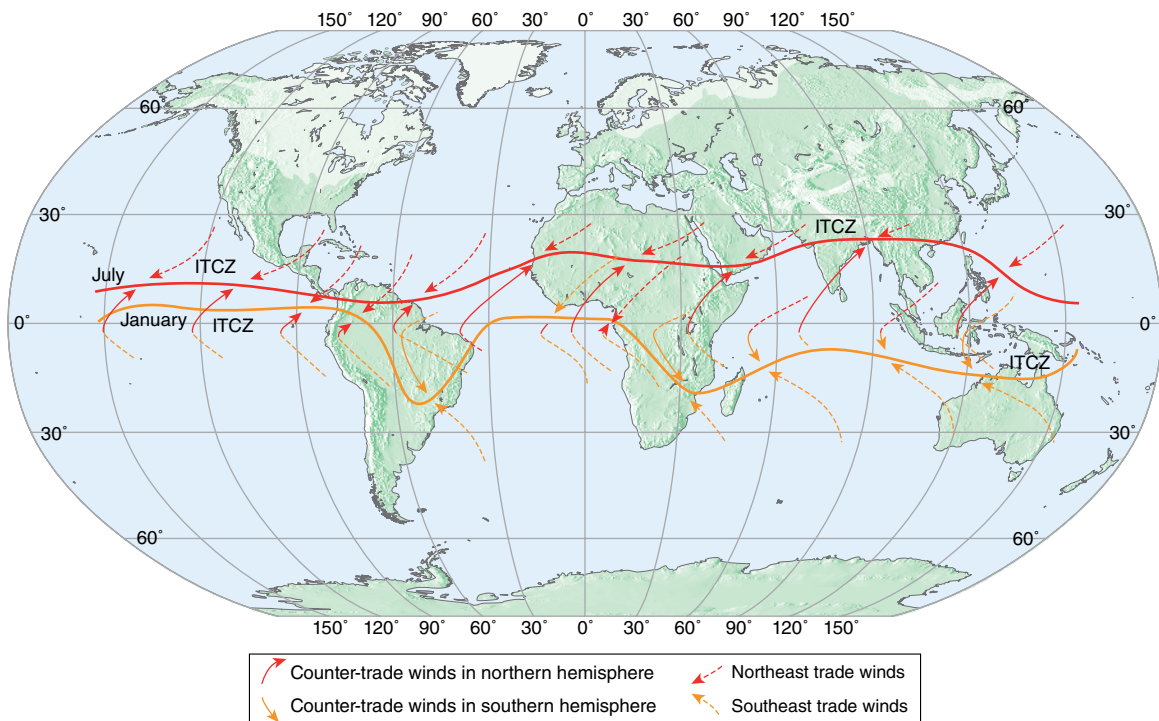 150˚ 120˚ 90˚ 60˚ 30˚ 0˚ 30˚ 60˚ 90˚ 120˚ 150˚
60˚ 60˚
30˚ 30˚
ITCZ
July ITCZ
January ITCZ
0˚ 0˚
ITCZ
30˚ 30˚
60˚ 60˚
150˚ 120˚ 90˚ 60˚ 30˚ 0˚ 30˚ 60˚ 90˚ 120˚ 150˚
Counter-trade winds in northern hemisphere
Northeast trade winds
Counter-trade winds in southern hemisphere
Southeast trade winds